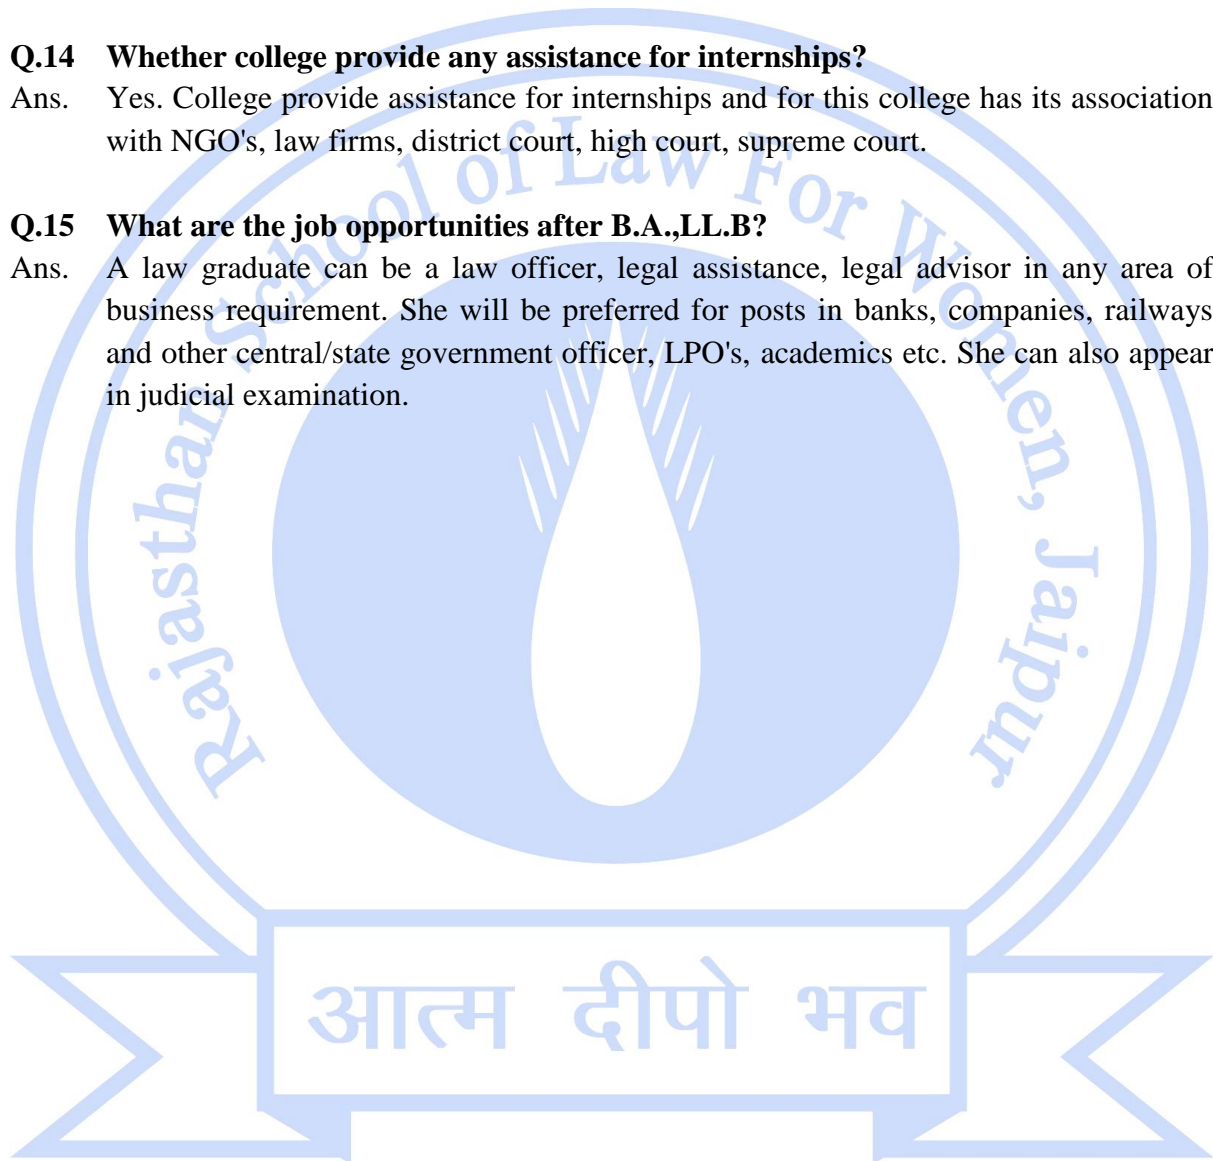 Q.14 Whether college provide any assistance for internships?
Ans. Yes. College provide assistance for internships and for this college has its association
with NGO's, law firms, district court, high court, supreme court.
Q.15 What are the job opportunities after B.A.,LL.B?
Ans. A law graduate can be a law officer, legal assistance, legal advisor in any area of
business requirement. She will be preferred for posts in banks, companies, railways
and other central/state government officer, LPO's, academics etc. She can also appear
in judicial examination.
Rajasthan School of Law For Women, Jaipur
आत्म दीपो भव